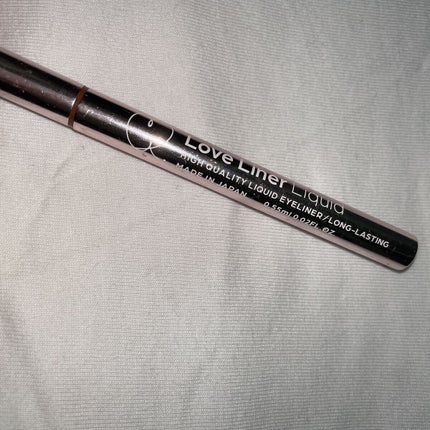 Love Liner Liquid
HIGH QUALITY LIQUID EYELINER/LONG-LASTING
MADE IN JAPAN 0.55ml 0.02FL. OZ